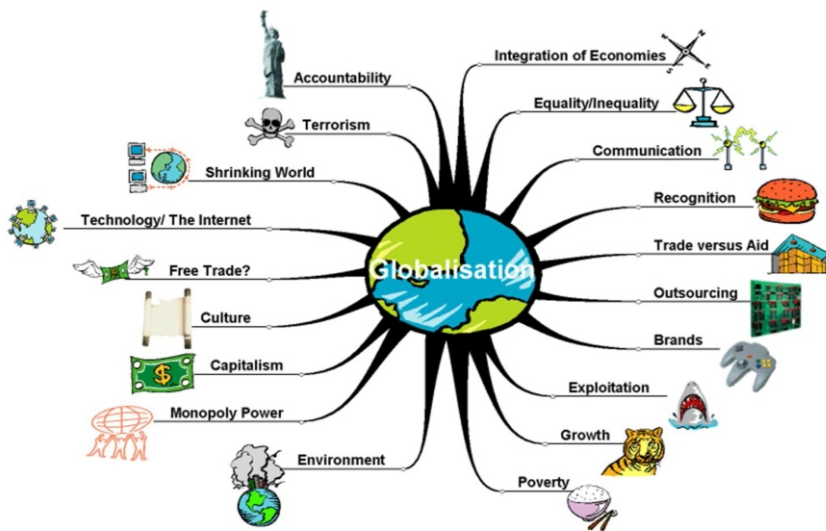 Globalisation
Integration of Economies
Equality/Inequality
Communication
Recognition
Trade versus Aid
Outsourcing
Brands
Exploitation
Growth
Poverty
Environment
Monopoly Power
Capitalism
Culture
Free Trade?
Technology/ The Internet
Shrinking World
Terrorism
Accountability
N
E
S
W
$